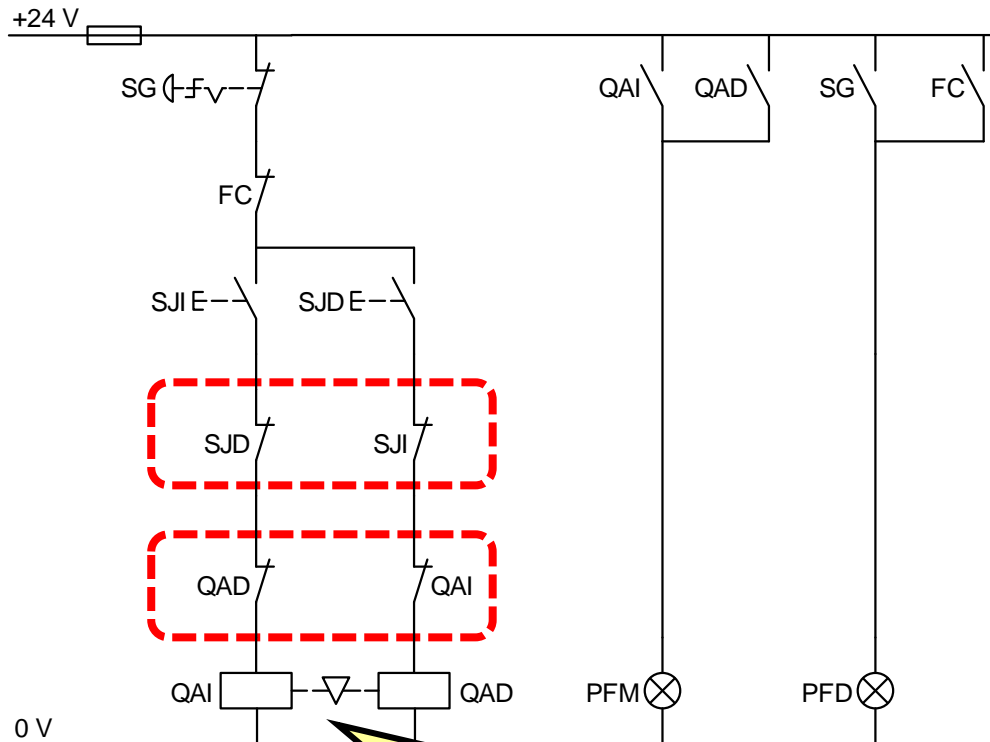 +24 V
SG
QAI
QAD
SG
FC
FC
SJI
SJD
SJD
SJI
QAD
QAI
QAI
QAD
PFM
PFD
0 V